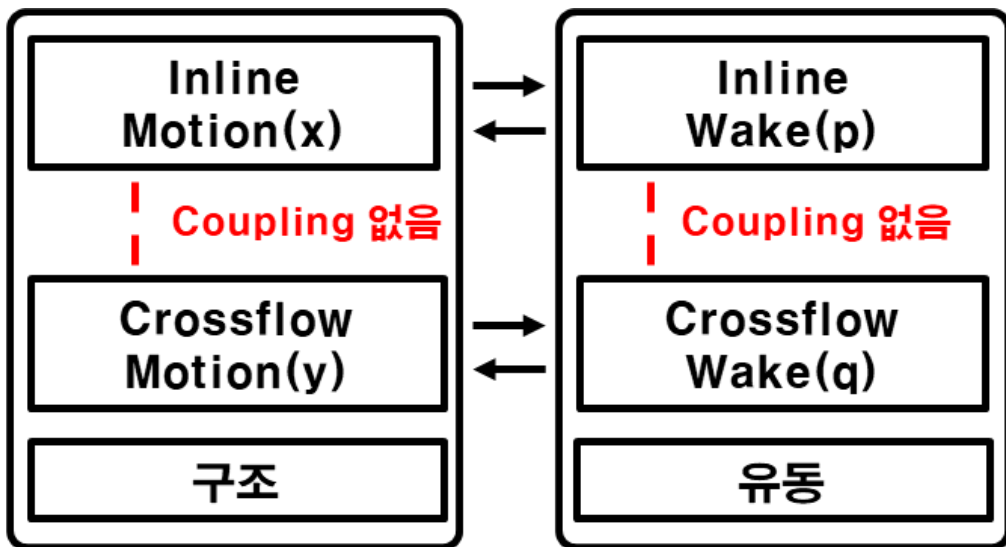 Inline
Motion(x)
Inline
Wake(p)
Coupling 없음
Coupling 없음
Crossflow
Motion(y)
Crossflow
Wake(q)
구조
유동